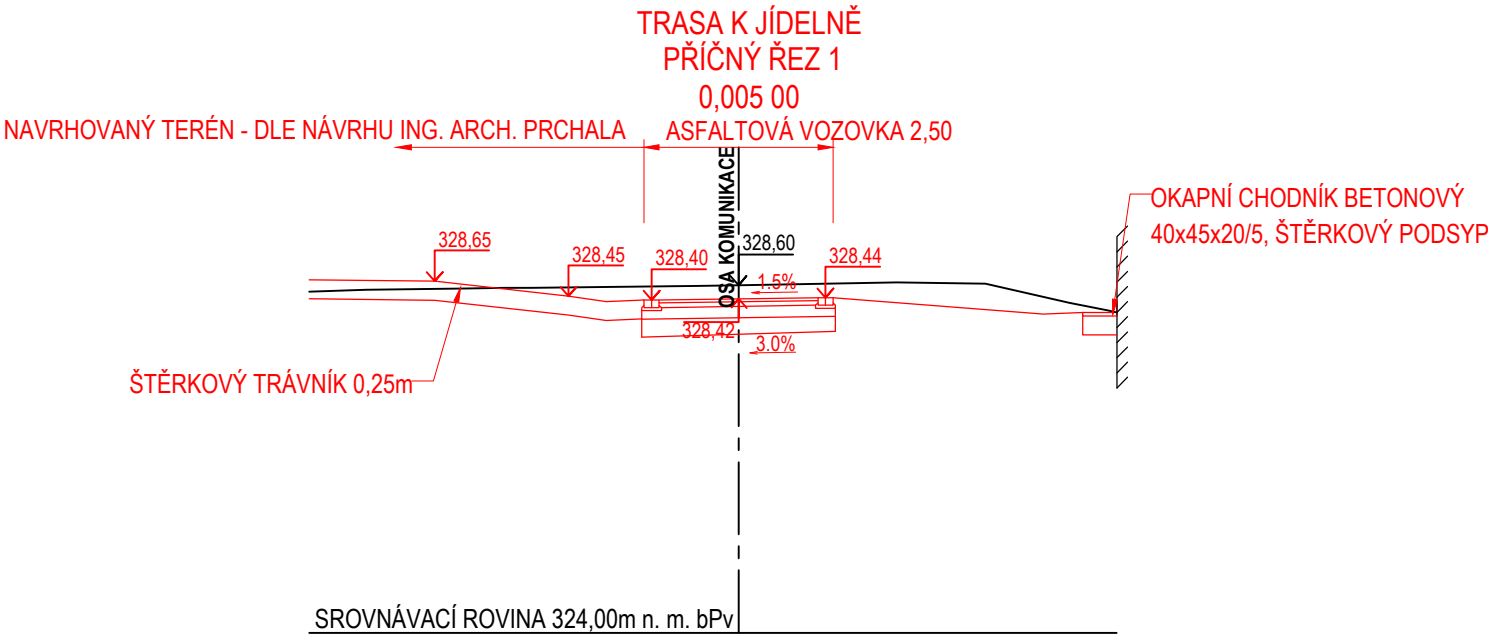 TRASA K JÍDELNĚ
PŘÍČNÝ ŘEZ 1
0,005 00
NAVRHOVANÝ TERÉN - DLE NÁVRHU ING. ARCH. PRCHALA
ASFALTOVÁ VOZOVKA 2,50
OSA KOMUNIKACE
OKAPNÍ CHODNÍK BETONOVÝ
40x45x20/5, ŠTĚRKOVÝ PODSYP
328,65
328,45
328,40
328,60
328,44
1.5%
328,42
3.0%
ŠTĚRKOVÝ TRÁVNÍK 0,25m
SROVNÁVACÍ ROVINA 324,00m n. m. bPv